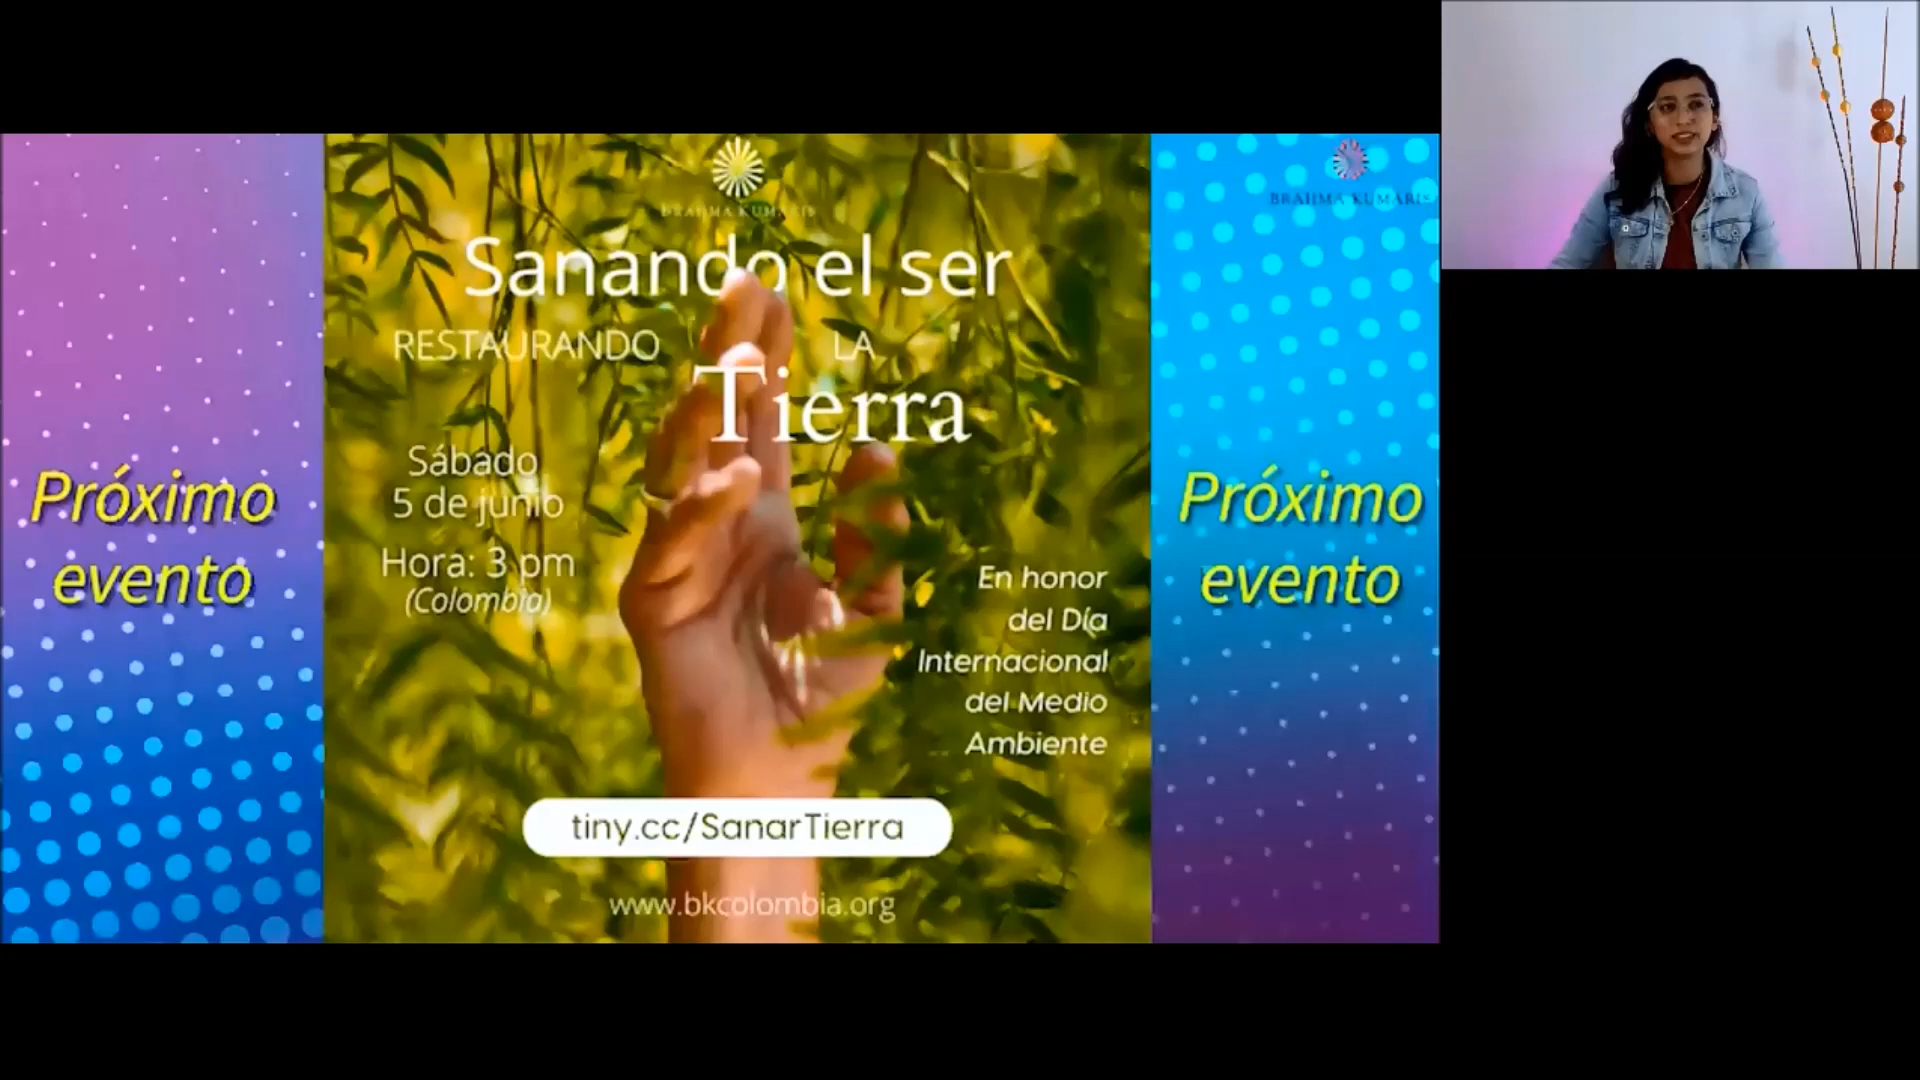 BRAHMA KUMARIS
Sanando el ser
RESTAURANDO LA
Tierra
Sábado
5 de junio
Hora: 3 pm
(Colombia)
En honor
del Día
Internacional
del Medio
Ambiente
tiny.cc/SanarTierra
www.bkcolombia.org
Próximo
evento
BRAHMA KUMARIS
Próximo
evento